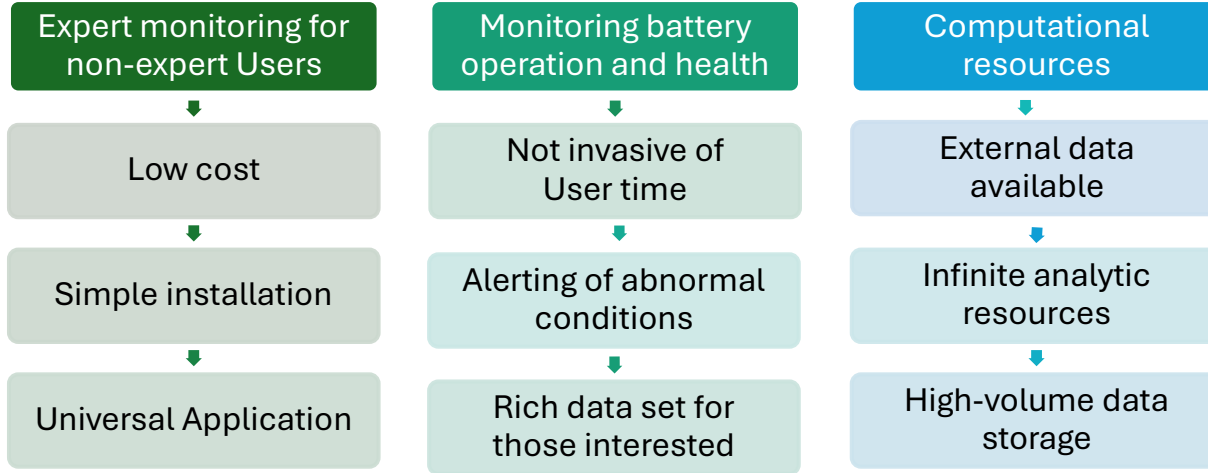 Expert monitoring for
non-expert Users
Low cost
Simple installation
Universal Application
Monitoring battery
operation and health
Not invasive of
User time
Alerting of abnormal
conditions
Rich data set for
those interested
Computational
resources
External data
available
Infinite analytic
resources
High-volume data
storage